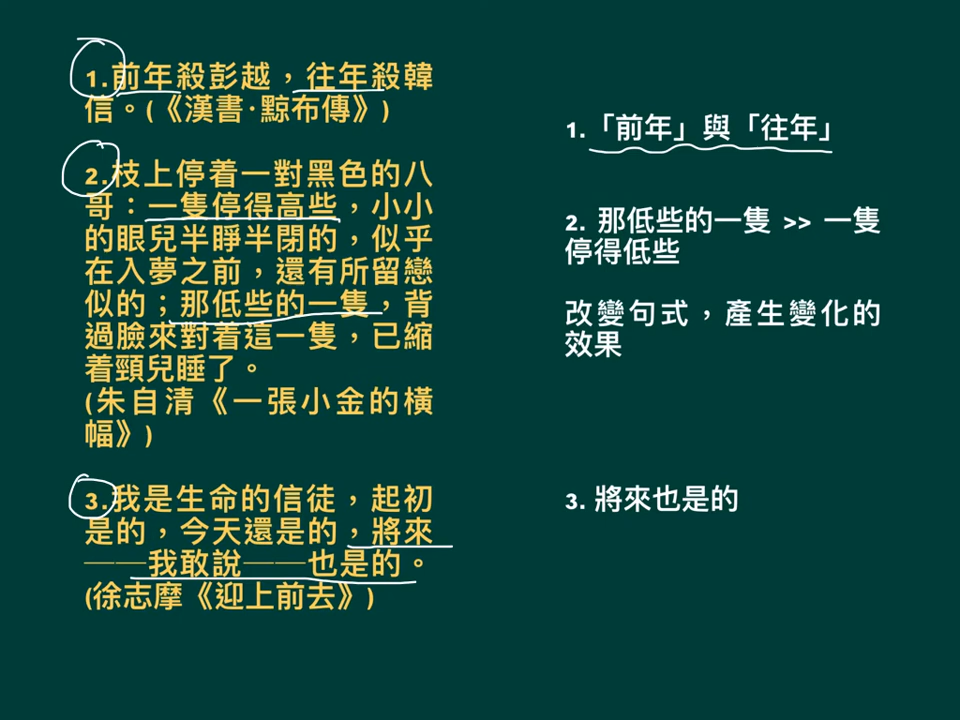 1.前年殺彭越，往年殺韓
信。(《漢書·黥布傳》)
2.枝上停着一對黑色的八
哥：一隻停得高些，小小
的眼兒半睜半閉的，似乎
在入夢之前，還有所留戀
似的；那低些的一隻，背
過臉來對着這一隻，已縮
着頸兒睡了。
(朱自清《一張小金的橫
幅》)
3.我是生命的信徒，起初
是的，今天還是的，將來
——我敢說——也是的。
(徐志摩《迎上前去》)
1.「前年」與「往年」
2. 那低些的一隻 >> 一隻
停得低些
改變句式，產生變化的
效果
3. 將來也是的